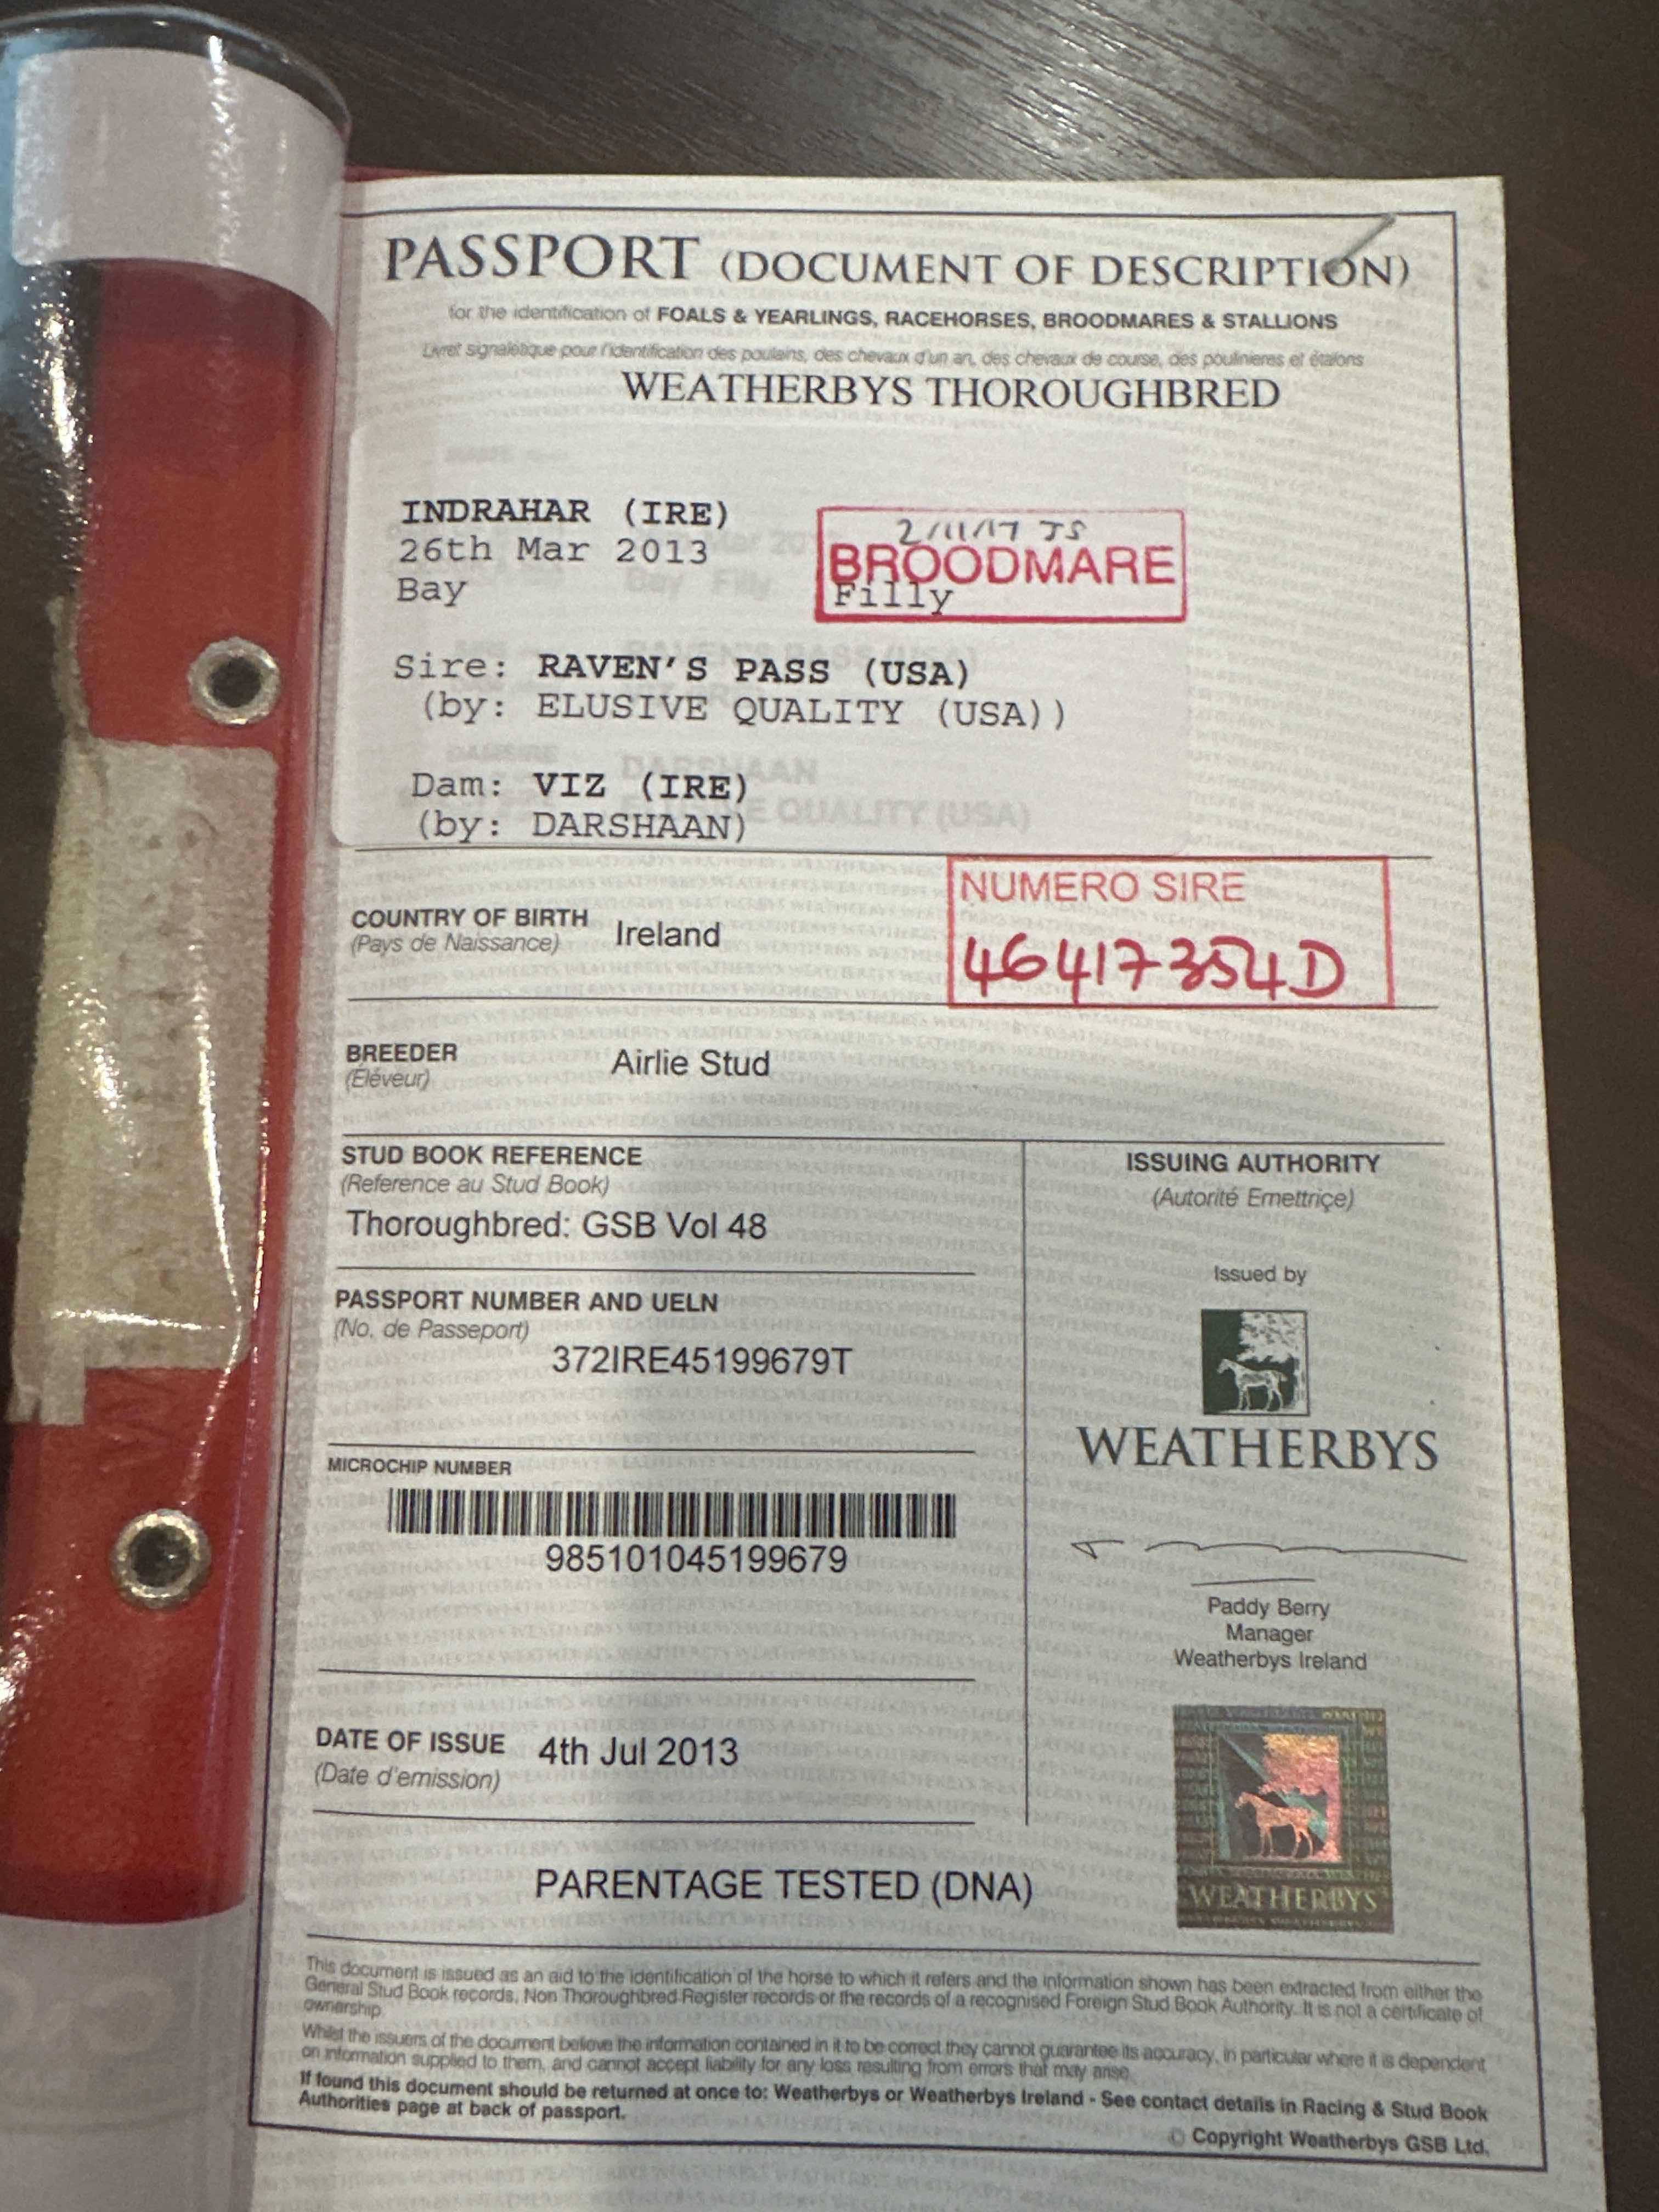 PASSPORT (DOCUMENT OF DESCRIPTION)
for the identification of FOALS & YEARLINGS, RACEHORSES, BROODMARES & STALLIONS
Livret signalétique pour l'identification des poulains, des chevaux d'un an, des chevaux de course, des poulinieres et étalons
WEATHERBYS THOROUGHBRED
INDRAHAR (IRE)
26th Mar 2013
Bay
2/11/17 JS
BROODMARE
Filly
Sire: RAVEN'S PASS (USA)
(by: ELUSIVE QUALITY (USA))
Dam: VIZ (IRE)
(by: DARSHAAN)
COUNTRY OF BIRTH
(Pays de Naissance)
Ireland
NUMERO SIRE
46417354D
BREEDER
(Éléveur)
Airlie Stud
STUD BOOK REFERENCE
(Reference au Stud Book)
Thoroughbred: GSB Vol 48
PASSPORT NUMBER AND UELN
(No. de Passeport)
372IRE45199679T
MICROCHIP NUMBER
985101045199679
DATE OF ISSUE
(Date d'emission)
4th Jul 2013
PARENTAGE TESTED (DNA)
ISSUING AUTHORITY
(Autorité Emettriçe)
Issued by
WEATHERBYS
Paddy Berry
Manager
Weatherbys Ireland
WEATHERBYS
This document is issued as an aid to the identification of the horse to which it refers and the information shown has been extracted from either the
General Stud Book records, Non Thoroughbred Register records or the records of a recognised Foreign Stud Book Authority. It is not a certificate of
ownership.
Whilst the issuers of the document believe the information contained in it to be correct they cannot guarantee its accuracy, in particular where it is dependent
on information supplied to them, and cannot accept liability for any loss resulting from errors that may arise.
If found this document should be returned at once to: Weatherbys or Weatherbys Ireland - See contact details in Racing & Stud Book
Authorities page at back of passport.
© Copyright Weatherbys GSB Ltd.